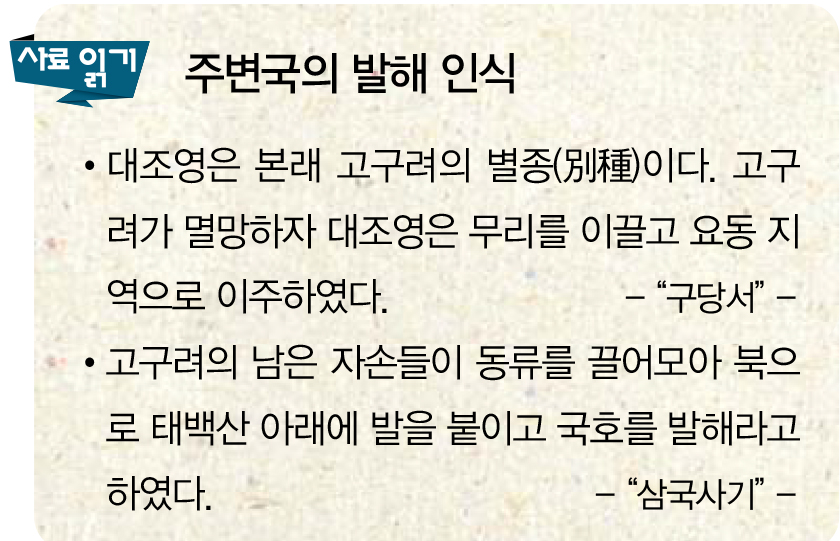 사료 읽기
주변국의 발해 인식
• 대조영은 본래 고구려의 별종(別種)이다. 고구
려가 멸망하자 대조영은 무리를 이끌고 요동 지
역으로 이주하였다. – “구당서” –
• 고구려의 남은 자손들이 동류를 끌어모아 북으
로 태백산 아래에 발을 붙이고 국호를 발해라고
하였다. – “삼국사기” –